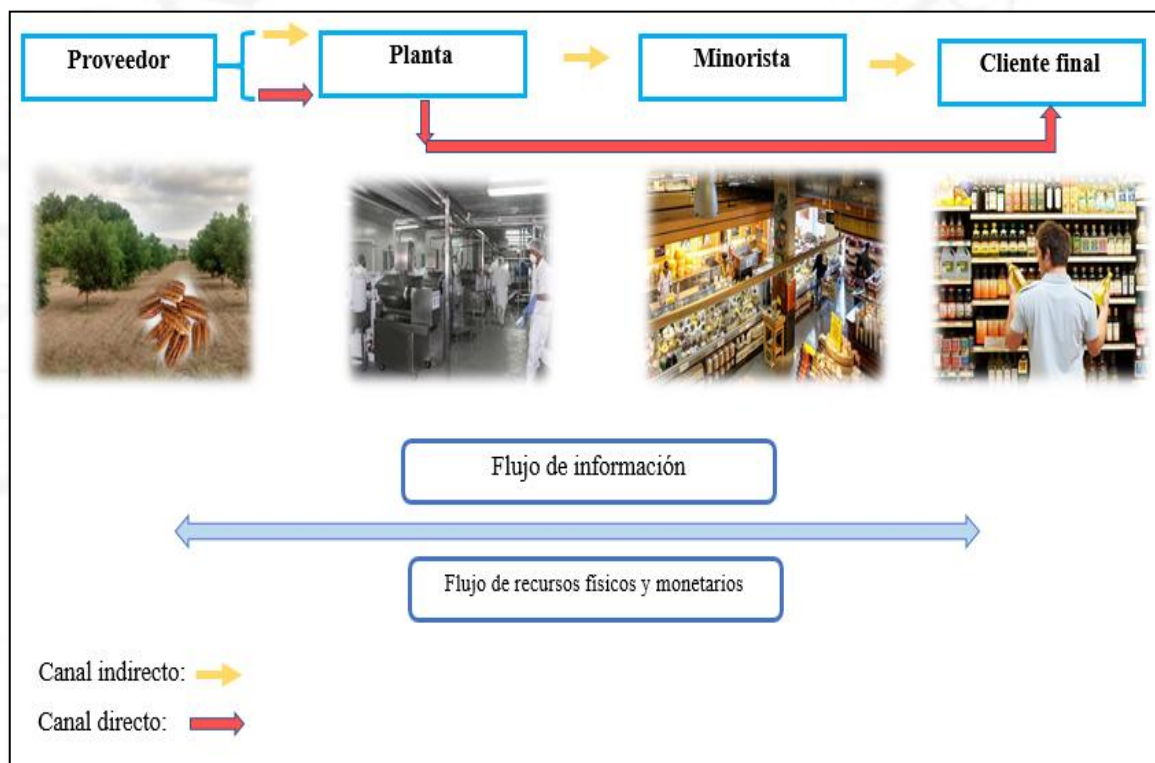 Proveedor
Planta
Minorista
Cliente final
Flujo de información
Flujo de recursos físicos y monetarios
Canal indirecto:
Canal directo: